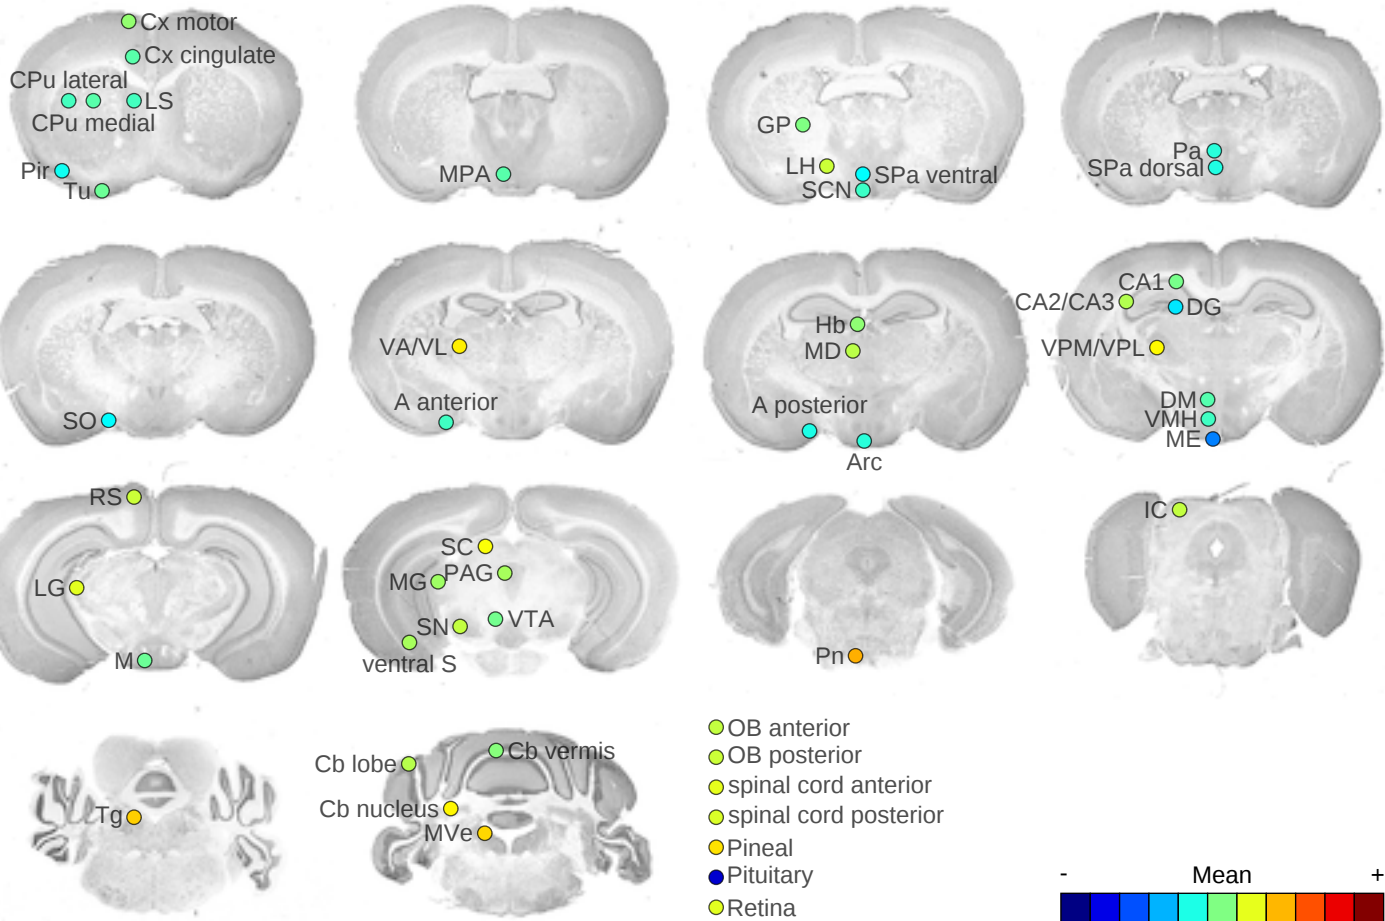 Cx motor
Cx cingulate
CPu lateral
LS
CPu medial
Pir
Tu
MPA
GP
LH
SPa ventral
SCN
Pa
SPa dorsal
SO
VA/VL
A anterior
Hb
MD
A posterior
Arc
CA1
CA2/CA3
DG
VPM/VPL
DM
VMH
ME
RS
LG
M
SC
PAG
MG
VTA
SN
ventral S
Pn
IC
Tg
Cb vermis
Cb lobe
Cb nucleus
MVe
OB anterior
OB posterior
spinal cord anterior
spinal cord posterior
Pineal
Pituitary
Retina
- Mean +